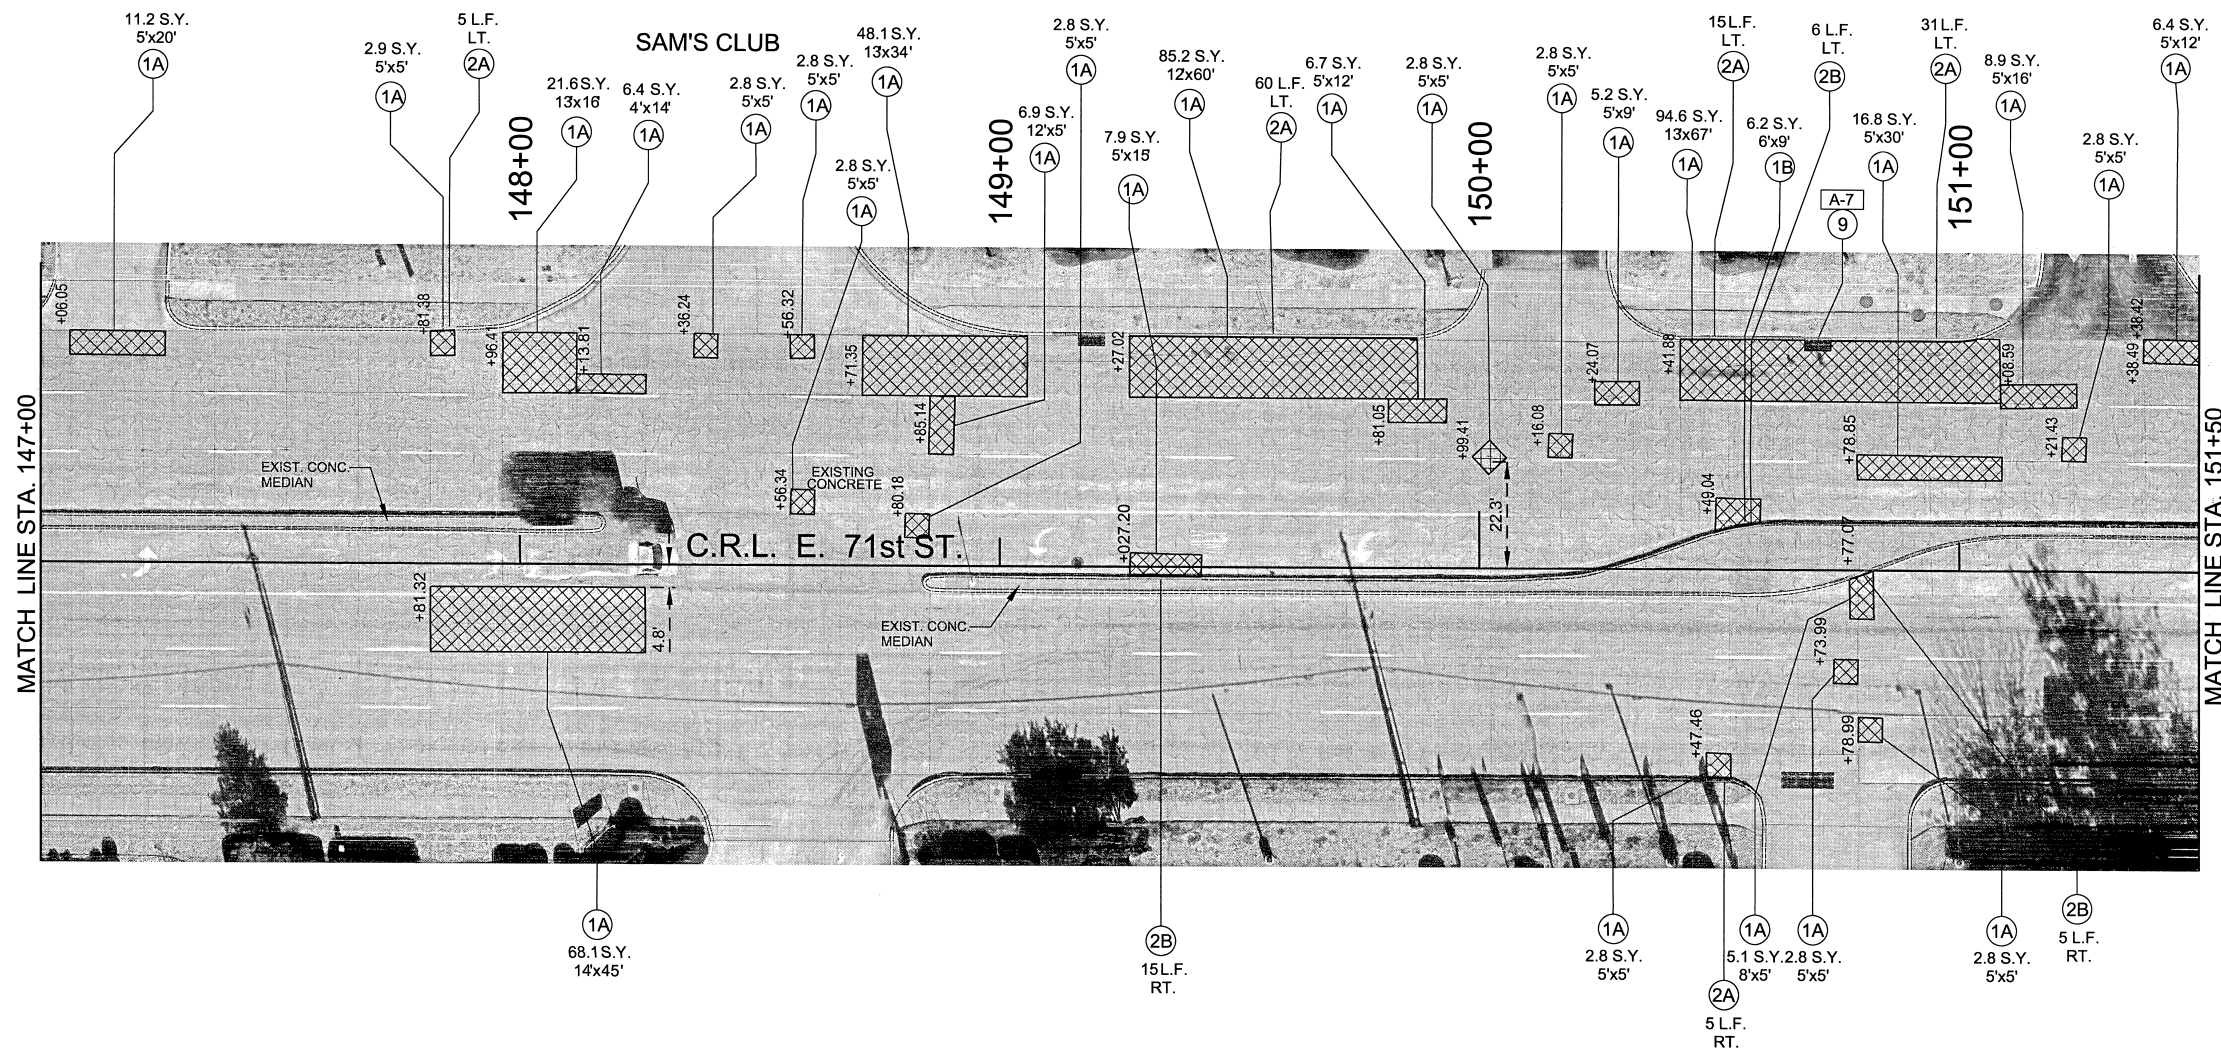 11.2 S.Y.
5'x20'
1A
2.9 S.Y.
5'x5'
1A
5 L.F.
LT.
2A
SAM'S CLUB
148+00
21.6 S.Y.
13'x16'
1A
6.4 S.Y.
4'x14'
1A
2.8 S.Y.
5'x5'
1A
2.8 S.Y.
5'x5'
1A
2.8 S.Y.
5'x5'
1A
48.1 S.Y.
13'x34'
1A
149+00
6.9 S.Y.
12'x5'
1A
2.8 S.Y.
5'x5'
1A
7.9 S.Y.
5'x15'
1A
85.2 S.Y.
12'x60'
1A
60 L.F.
LT.
2A
6.7 S.Y.
5'x12'
1A
2.8 S.Y.
5'x5'
1A
150+00
2.8 S.Y.
5'x5'
1A
5.2 S.Y.
5'x9'
1A
94.6 S.Y.
13'x67'
1A
15 L.F.
LT.
2A
6.2 S.Y.
6'x9'
1B
6 L.F.
LT.
2B
A-7
9
16.8 S.Y.
5'x30'
1A
31 L.F.
LT.
2A
151+00
8.9 S.Y.
5'x16'
1A
2.8 S.Y.
5'x5'
1A
6.4 S.Y.
5'x12'
1A
+06.05
+81.38
+96.41
+13.81
+36.24
+56.32
+71.35
+85.14
+27.02
+81.05
+99.41
+16.08
+24.07
+41.88
+08.59
+38.49
+38.42
+78.85
+21.43
+49.04
+77.07
MATCH LINE STA. 147+00
EXIST. CONC.
MEDIAN
+56.34
EXISTING
CONCRETE
+80.18
+027.20
22.3'
C.R.L. E. 71st ST.
MATCH LINE STA. 151+50
+81.32
4.8'
EXIST. CONC.
MEDIAN
+73.99
+78.99
+47.46
1A
68.1 S.Y.
14'x45'
2B
15 L.F.
RT.
1A
2.8 S.Y.
5'x5'
2A
5 L.F.
RT.
1A
5.1 S.Y.
8'x5'
1A
2.8 S.Y.
5'x5'
1A
2.8 S.Y.
5'x5'
2B
5 L.F.
RT.